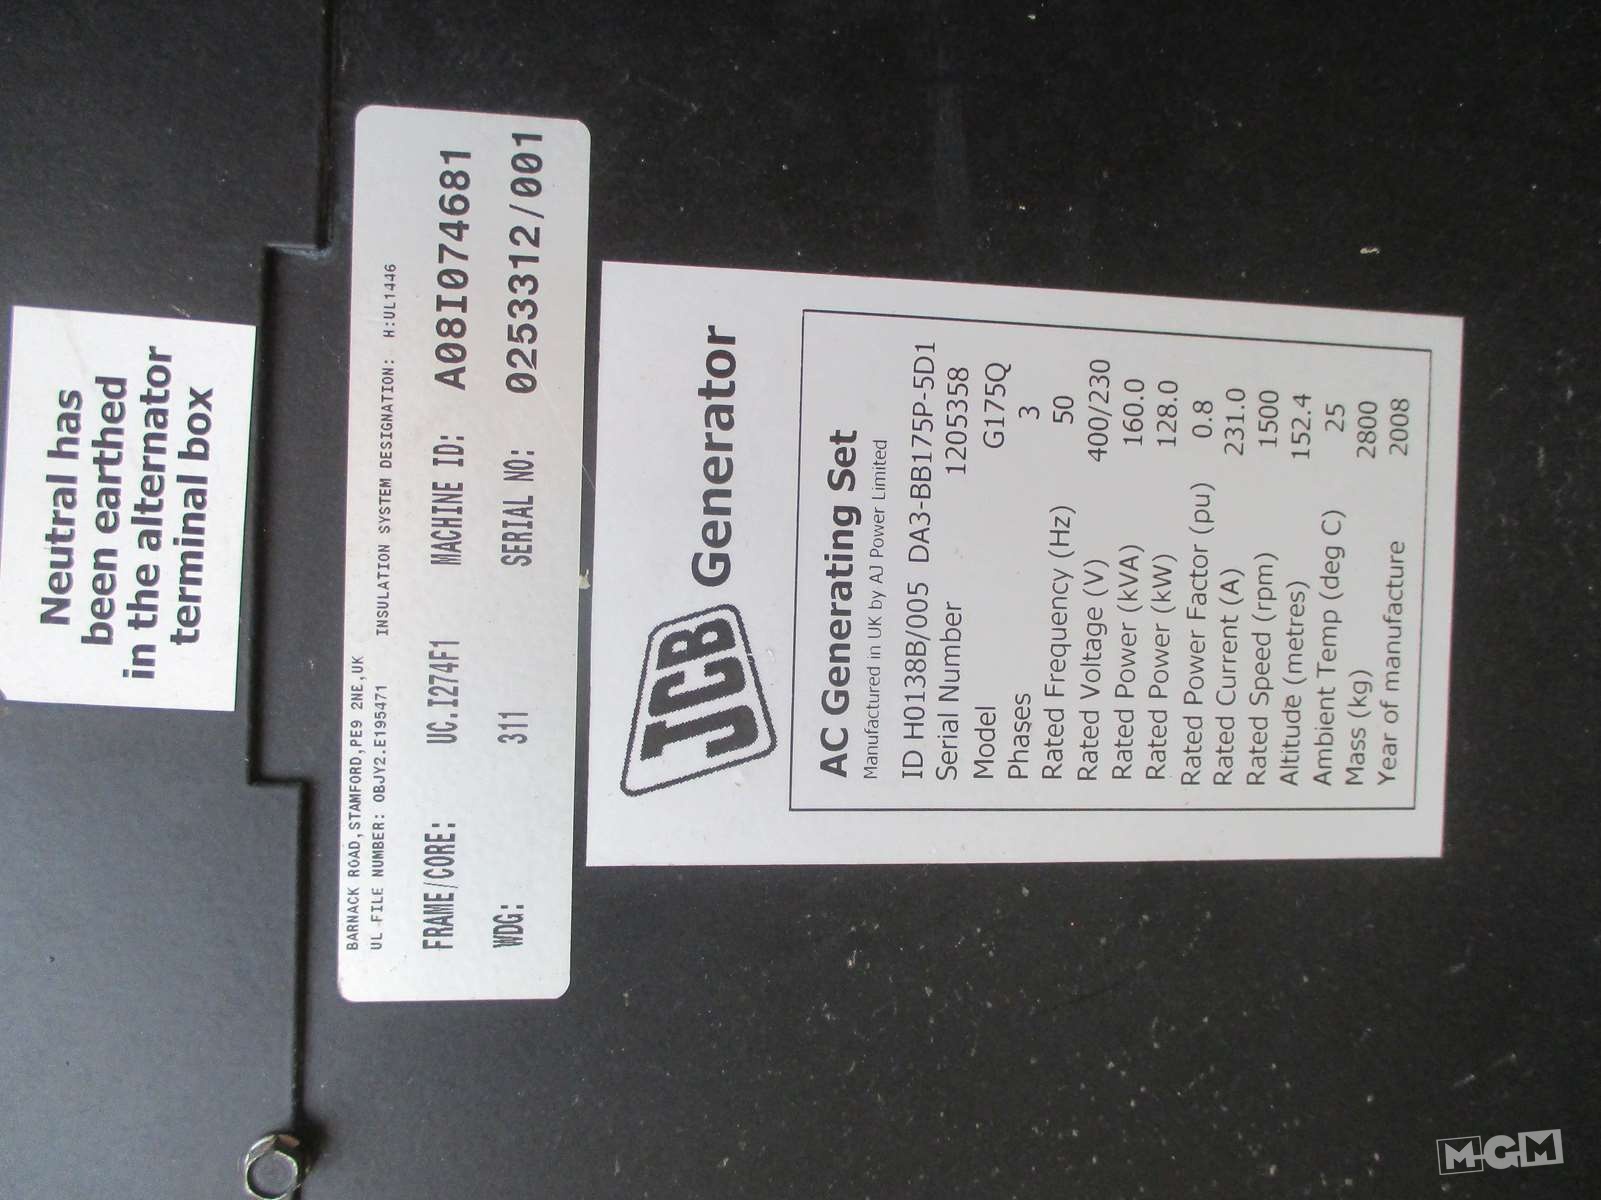 Neutral has
been earthed
in the alternator
terminal box
BARNACK ROAD, STAMFORD, PE9 2NE, UK
UL FILE NUMBER: OBJY2.E195471 INSULATION SYSTEM DESIGNATION: H:UL1446
FRAME/CORE: UC.I274F1 MACHINE ID: A08I074681
WDG: 311 SERIAL NO: 0253312/001
JCB Generator
AC Generating Set
Manufactured in UK by AJ Power Limited
ID H0138B/005 DA3-BB175P-5D1
Serial Number 1205358
Model G175Q
Phases 3
Rated Frequency (Hz) 50
Rated Voltage (V) 400/230
Rated Power (kVA) 160.0
Rated Power (kW) 128.0
Rated Power Factor (pu) 0.8
Rated Current (A) 231.0
Rated Speed (rpm) 1500
Altitude (metres) 152.4
Ambient Temp (deg C) 25
Mass (kg) 2800
Year of manufacture 2008
MGM